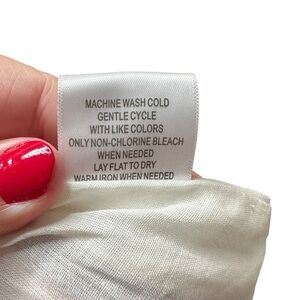 MACHINE WASH COLD
GENTLE CYCLE
WITH LIKE COLORS
ONLY NON-CHLORINE BLEACH
WHEN NEEDED
LAY FLAT TO DRY
WARM IRON WHEN NEEDED